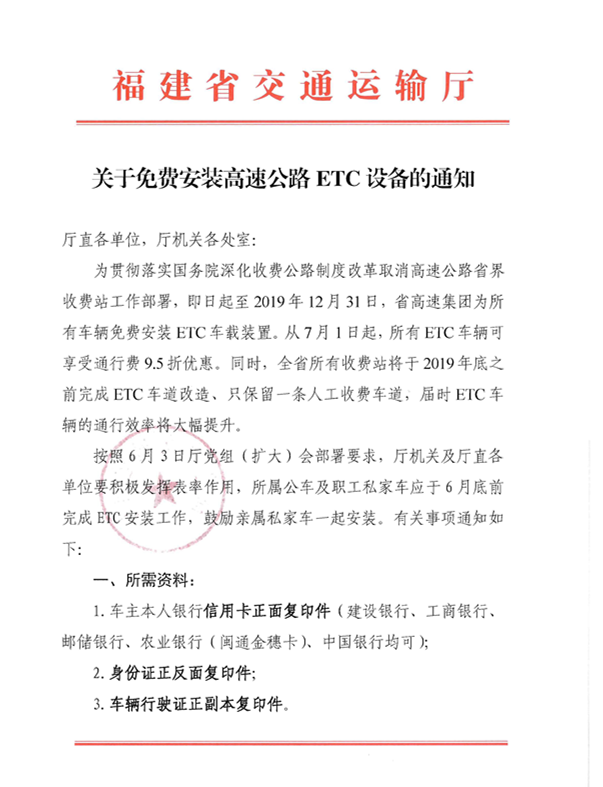 福建省交通运输厅
关于免费安装高速公路 ETC 设备的通知
厅直各单位，厅机关各处室：
为贯彻落实国务院深化收费公路制度改革取消高速公路省界
收费站工作部署，即日起至 2019 年 12 月 31 日，省高速集团为所
有车辆免费安装 ETC 车载装置。从 7 月 1 日起，所有 ETC 车辆可
享受通行费 9.5 折优惠。同时，全省所有收费站将于 2019 年底之
前完成 ETC 车道改造、只保留一条人工收费车道，届时 ETC 车
辆的通行效率将大幅提升。
按照 6 月 3 日厅党组（扩大）会部署要求，厅机关及厅直各
单位要积极发挥表率作用，所属公车及职工私家车应于 6 月底前
完成 ETC 安装工作，鼓励亲属私家车一起安装。有关事项通知如
下：
一、所需资料：
1. 车主本人银行信用卡正面复印件（建设银行、工商银行、
邮储银行、农业银行（闽通金穗卡）、中国银行均可）;
2. 身份证正反面复印件;
3. 车辆行驶证正副本复印件。